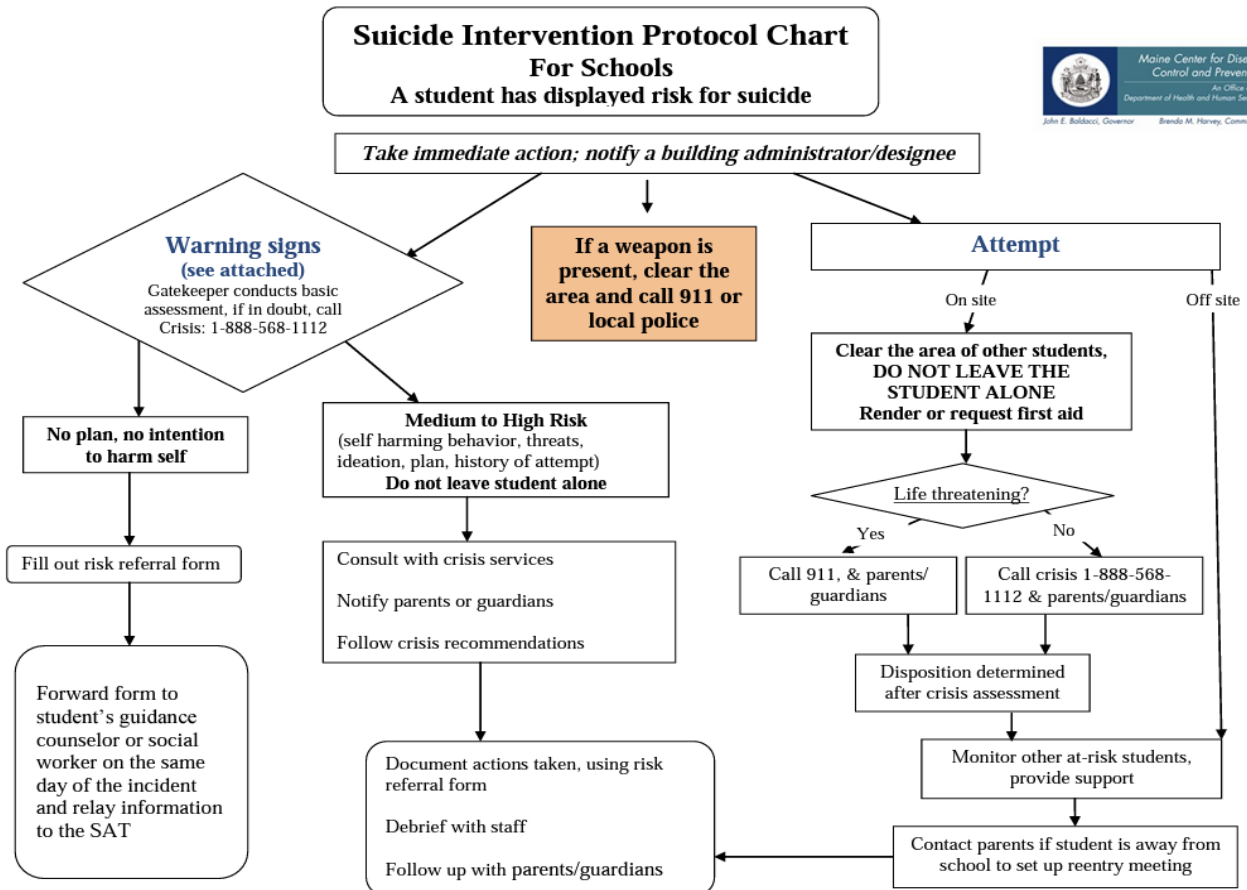 Suicide Intervention Protocol Chart
For Schools
A student has displayed risk for suicide
Maine Center for Dise
Control and Preven
An Office
Department of Health and Human Se
John E. Baldacci, Governor Brenda M. Harvey, Comm
Take immediate action; notify a building administrator/designee
Warning signs
(see attached)
Gatekeeper conducts basic
assessment, if in doubt, call
Crisis: 1-888-568-1112
If a weapon is
present, clear the
area and call 911 or
local police
Attempt
On site
Off site
Clear the area of other students,
DO NOT LEAVE THE
STUDENT ALONE
Render or request first aid
No plan, no intention
to harm self
Medium to High Risk
(self harming behavior, threats,
ideation, plan, history of attempt)
Do not leave student alone
Life threatening?
Yes
No
Fill out risk referral form
Consult with crisis services
Notify parents or guardians
Follow crisis recommendations
Call 911, & parents/
guardians
Call crisis 1-888-568-
1112 & parents/guardians
Disposition determined
after crisis assessment
Forward form to
student's guidance
counselor or social
worker on the same
day of the incident
and relay information
to the SAT
Document actions taken, using risk
referral form
Debrief with staff
Follow up with parents/guardians
Monitor other at-risk students,
provide support
Contact parents if student is away from
school to set up reentry meeting